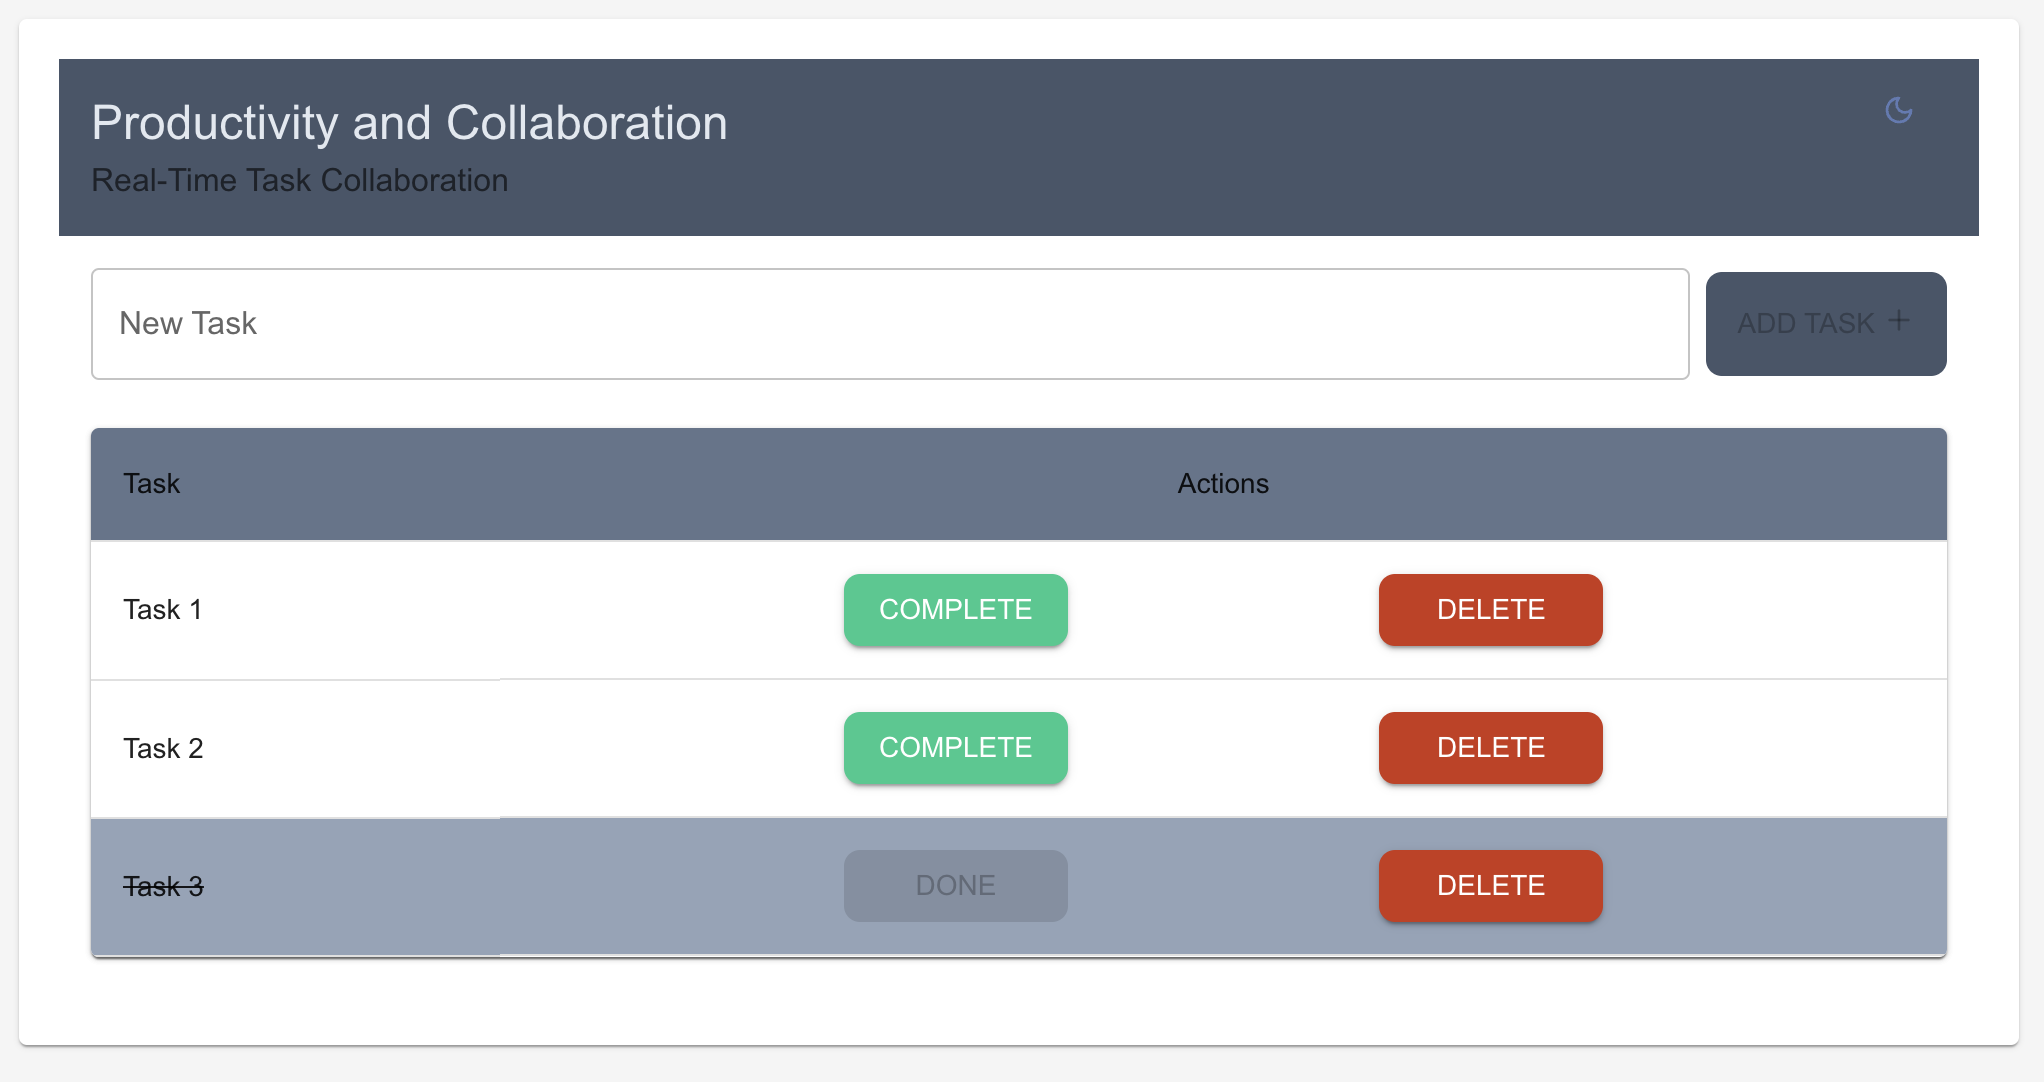 Productivity and Collaboration
Real-Time Task Collaboration
New Task
ADD TASK +
Task Actions
Task 1 COMPLETE DELETE
Task 2 COMPLETE DELETE
Task 3 DONE DELETE